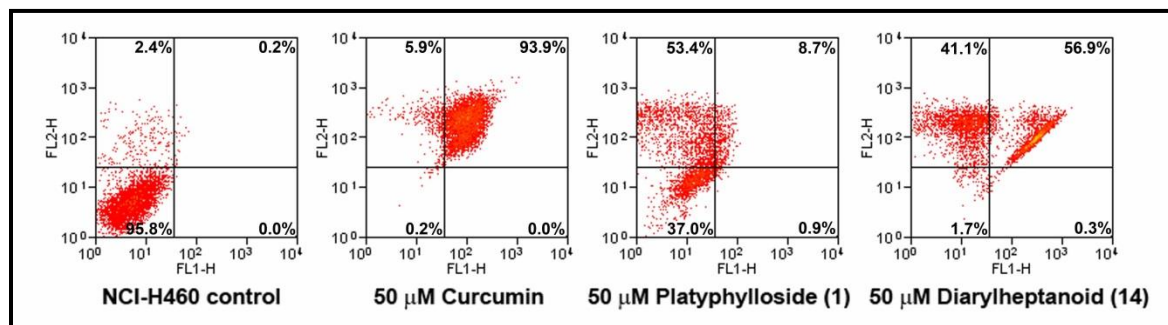 2.4% 0.2%
95.8% 0.0%
10⁴
10³
10²
10¹
10⁰
FL2-H
10⁰ 10¹ 10² 10³ 10⁴
FL1-H
NCI-H460 control
5.9% 93.9%
0.2% 0.0%
10⁴
10³
10²
10¹
10⁰
FL2-H
10⁰ 10¹ 10² 10³ 10⁴
FL1-H
50 µM Curcumin
53.4% 8.7%
37.0% 0.9%
10⁴
10³
10²
10¹
10⁰
FL2-H
10⁰ 10¹ 10² 10³ 10⁴
FL1-H
50 µM Platyphylloside (1)
41.1% 56.9%
1.7% 0.3%
10⁴
10³
10²
10¹
10⁰
FL2-H
10⁰ 10¹ 10² 10³ 10⁴
FL1-H
50 µM Diarylheptanoid (14)